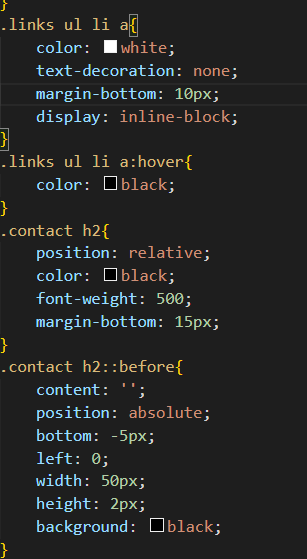 }
.links ul li a{
    color: white;
    text-decoration: none;
    margin-bottom: 10px;
    display: inline-block;
}
.links ul li a:hover{
    color: black;
}
.contact h2{
    position: relative;
    color: black;
    font-weight: 500;
    margin-bottom: 15px;
}
.contact h2::before{
    content: '';
    position: absolute;
    bottom: -5px;
    left: 0;
    width: 50px;
    height: 2px;
    background: black;
}